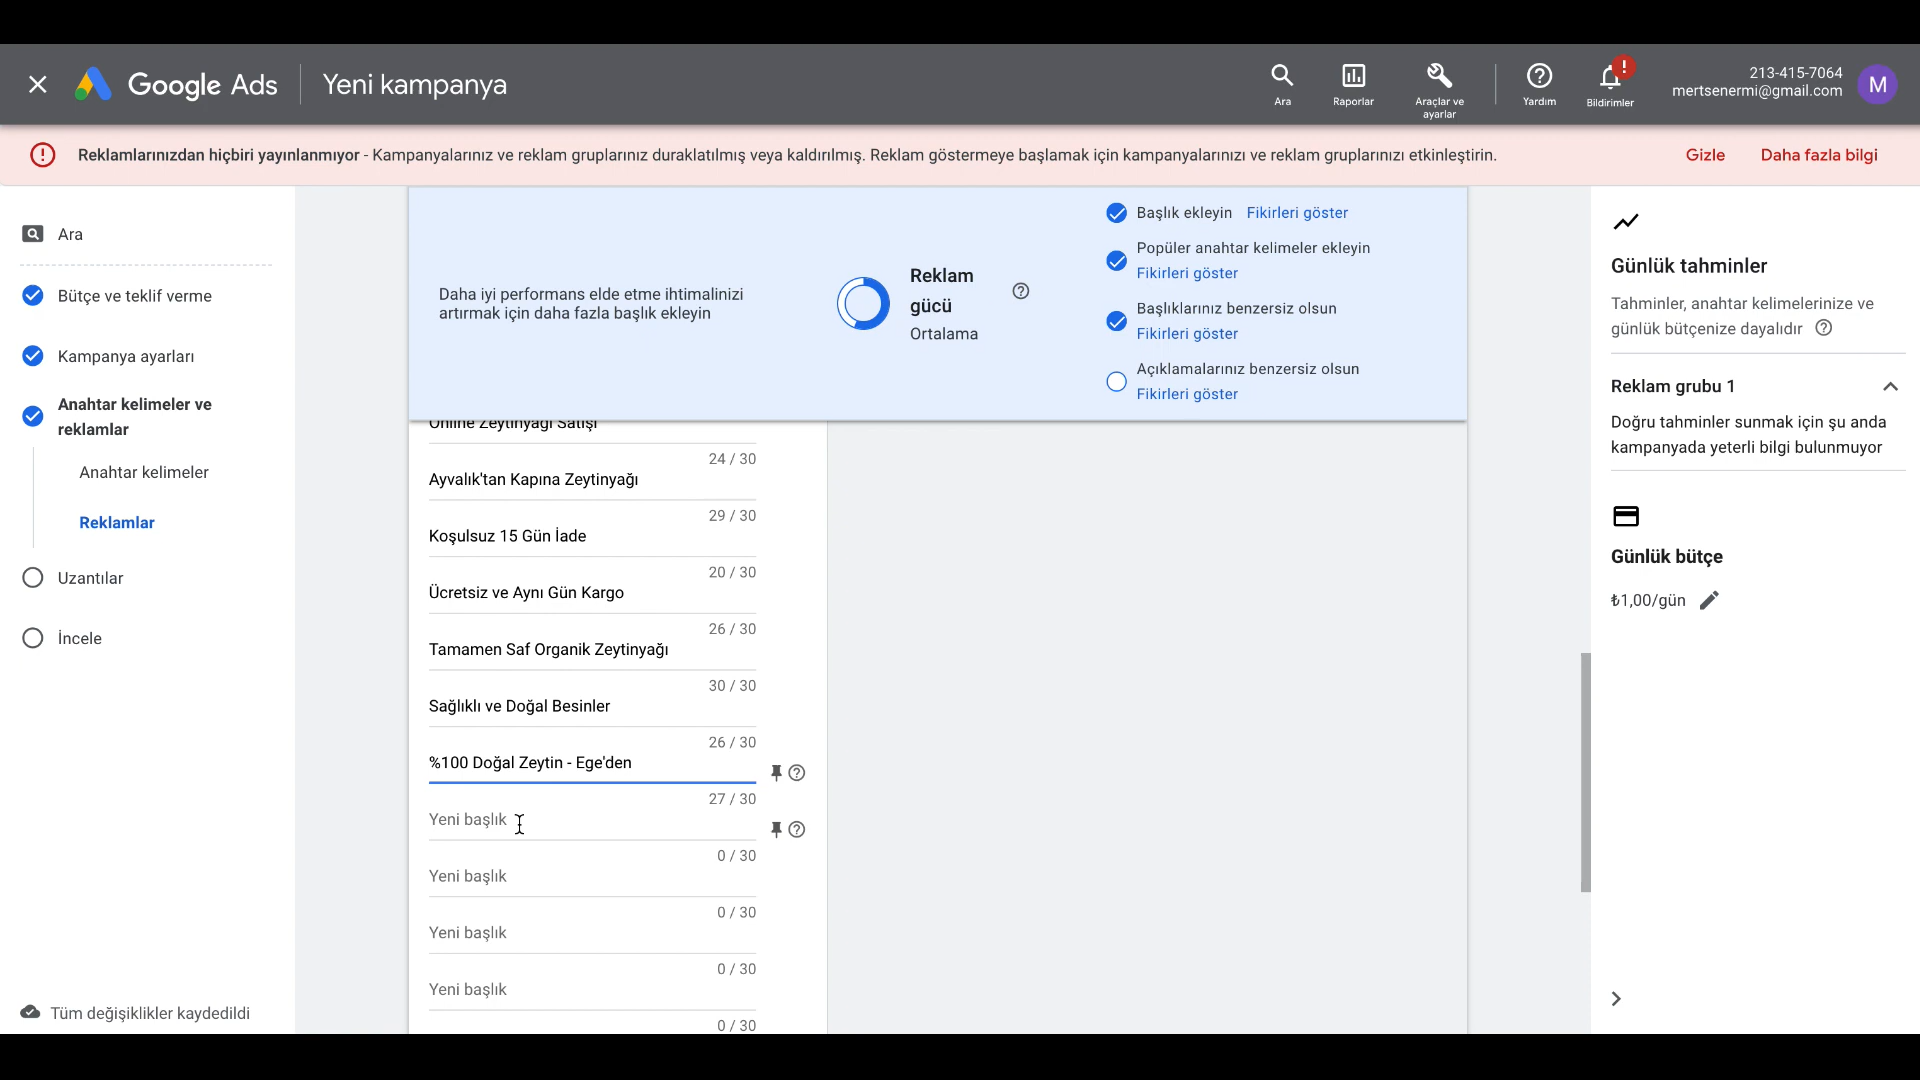 Google Ads
Yeni kampanya
Ara
Raporlar
Araçlar ve
ayarlar
Yardım
!
Bildirimler
213-415-7064
mertsenermi@gmail.com
M
Reklamlarınızdan hiçbiri yayınlanmıyor - Kampanyalarınız ve reklam gruplarınız duraklatılmış veya kaldırılmış. Reklam göstermeye başlamak için kampanyalarınızı ve reklam gruplarınızı etkinleştirin.
Gizle
Daha fazla bilgi
Ara
Bütçe ve teklif verme
Kampanya ayarları
Anahtar kelimeler ve
reklamlar
Anahtar kelimeler
Reklamlar
Uzantılar
İncele
Tüm değişiklikler kaydedildi
Daha iyi performans elde etme ihtimalinizi
artırmak için daha fazla başlık ekleyin
Reklam
gücü
Ortalama
Başlık ekleyin Fikirleri göster
Popüler anahtar kelimeler ekleyin
Fikirleri göster
Başlıklarınız benzersiz olsun
Fikirleri göster
Açıklamalarınız benzersiz olsun
Fikirleri göster
Online Zeytinyağı Satışı
24 / 30
Ayvalık'tan Kapına Zeytinyağı
29 / 30
Koşulsuz 15 Gün İade
20 / 30
Ücretsiz ve Aynı Gün Kargo
26 / 30
Tamamen Saf Organik Zeytinyağı
30 / 30
Sağlıklı ve Doğal Besinler
26 / 30
%100 Doğal Zeytin - Ege'den
27 / 30
Yeni başlık
0 / 30
Yeni başlık
0 / 30
Yeni başlık
0 / 30
Yeni başlık
0 / 30
Günlük tahminler
Tahminler, anahtar kelimelerinize ve
günlük bütçenize dayalıdır
Reklam grubu 1
Doğru tahminler sunmak için şu anda
kampanyada yeterli bilgi bulunmuyor
Günlük bütçe
₺1,00/gün